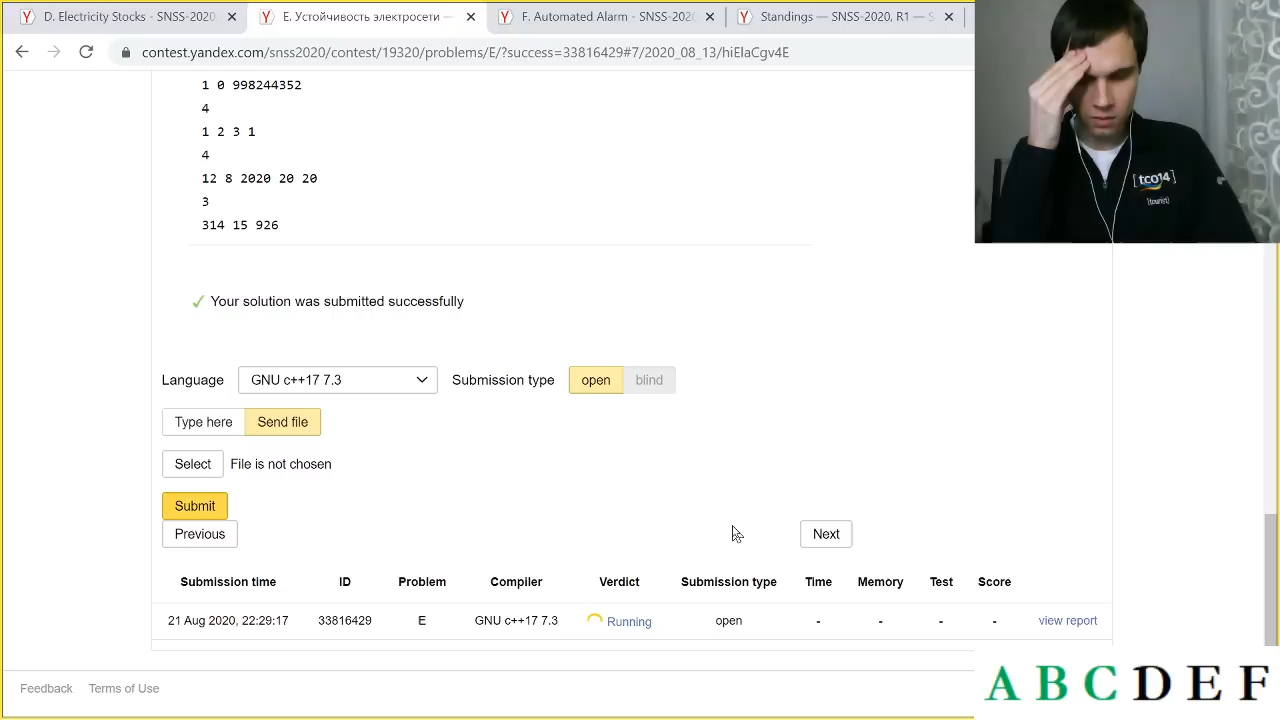 D. Electricity Stocks - SNSS-2020
E. Устойчивость электросети —
F. Automated Alarm - SNSS-202
Standings — SNSS-2020, R1 — S
contest.yandex.com/snss2020/contest/19320/problems/E/?success=33816429#7/2020_08_13/hiEIaCgv4E
1 0 998244352
4
1 2 3 1
4
12 8 2020 20 20
3
314 15 926
[tco14]
[tourist]
✓ Your solution was submitted successfully
Language GNU c++17 7.3 Submission type open blind
Type here Send file
Select File is not chosen
Submit
Previous Next
Submission time ID Problem Compiler Verdict Submission type Time Memory Test Score
21 Aug 2020, 22:29:17 33816429 E GNU c++17 7.3 Running open - - - - view report
Feedback Terms of Use
A B C D E F